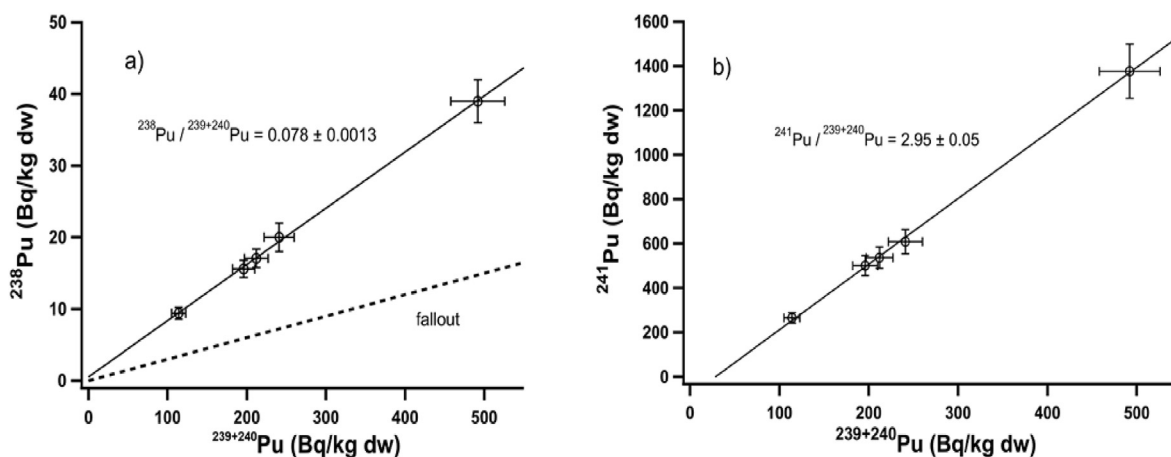 a)
²³⁸Pu / ²³⁹⁺²⁴⁰Pu = 0.078 ± 0.0013
fallout
50
40
30
20
10
0
²³⁸Pu (Bq/kg dw)
0 100 200 300 400 500
²³⁹⁺²⁴⁰Pu (Bq/kg dw)
b)
²⁴¹Pu / ²³⁹⁺²⁴⁰Pu = 2.95 ± 0.05
1600
1400
1200
1000
800
600
400
200
0
²⁴¹Pu (Bq/kg dw)
0 100 200 300 400 500
²³⁹⁺²⁴⁰Pu (Bq/kg dw)